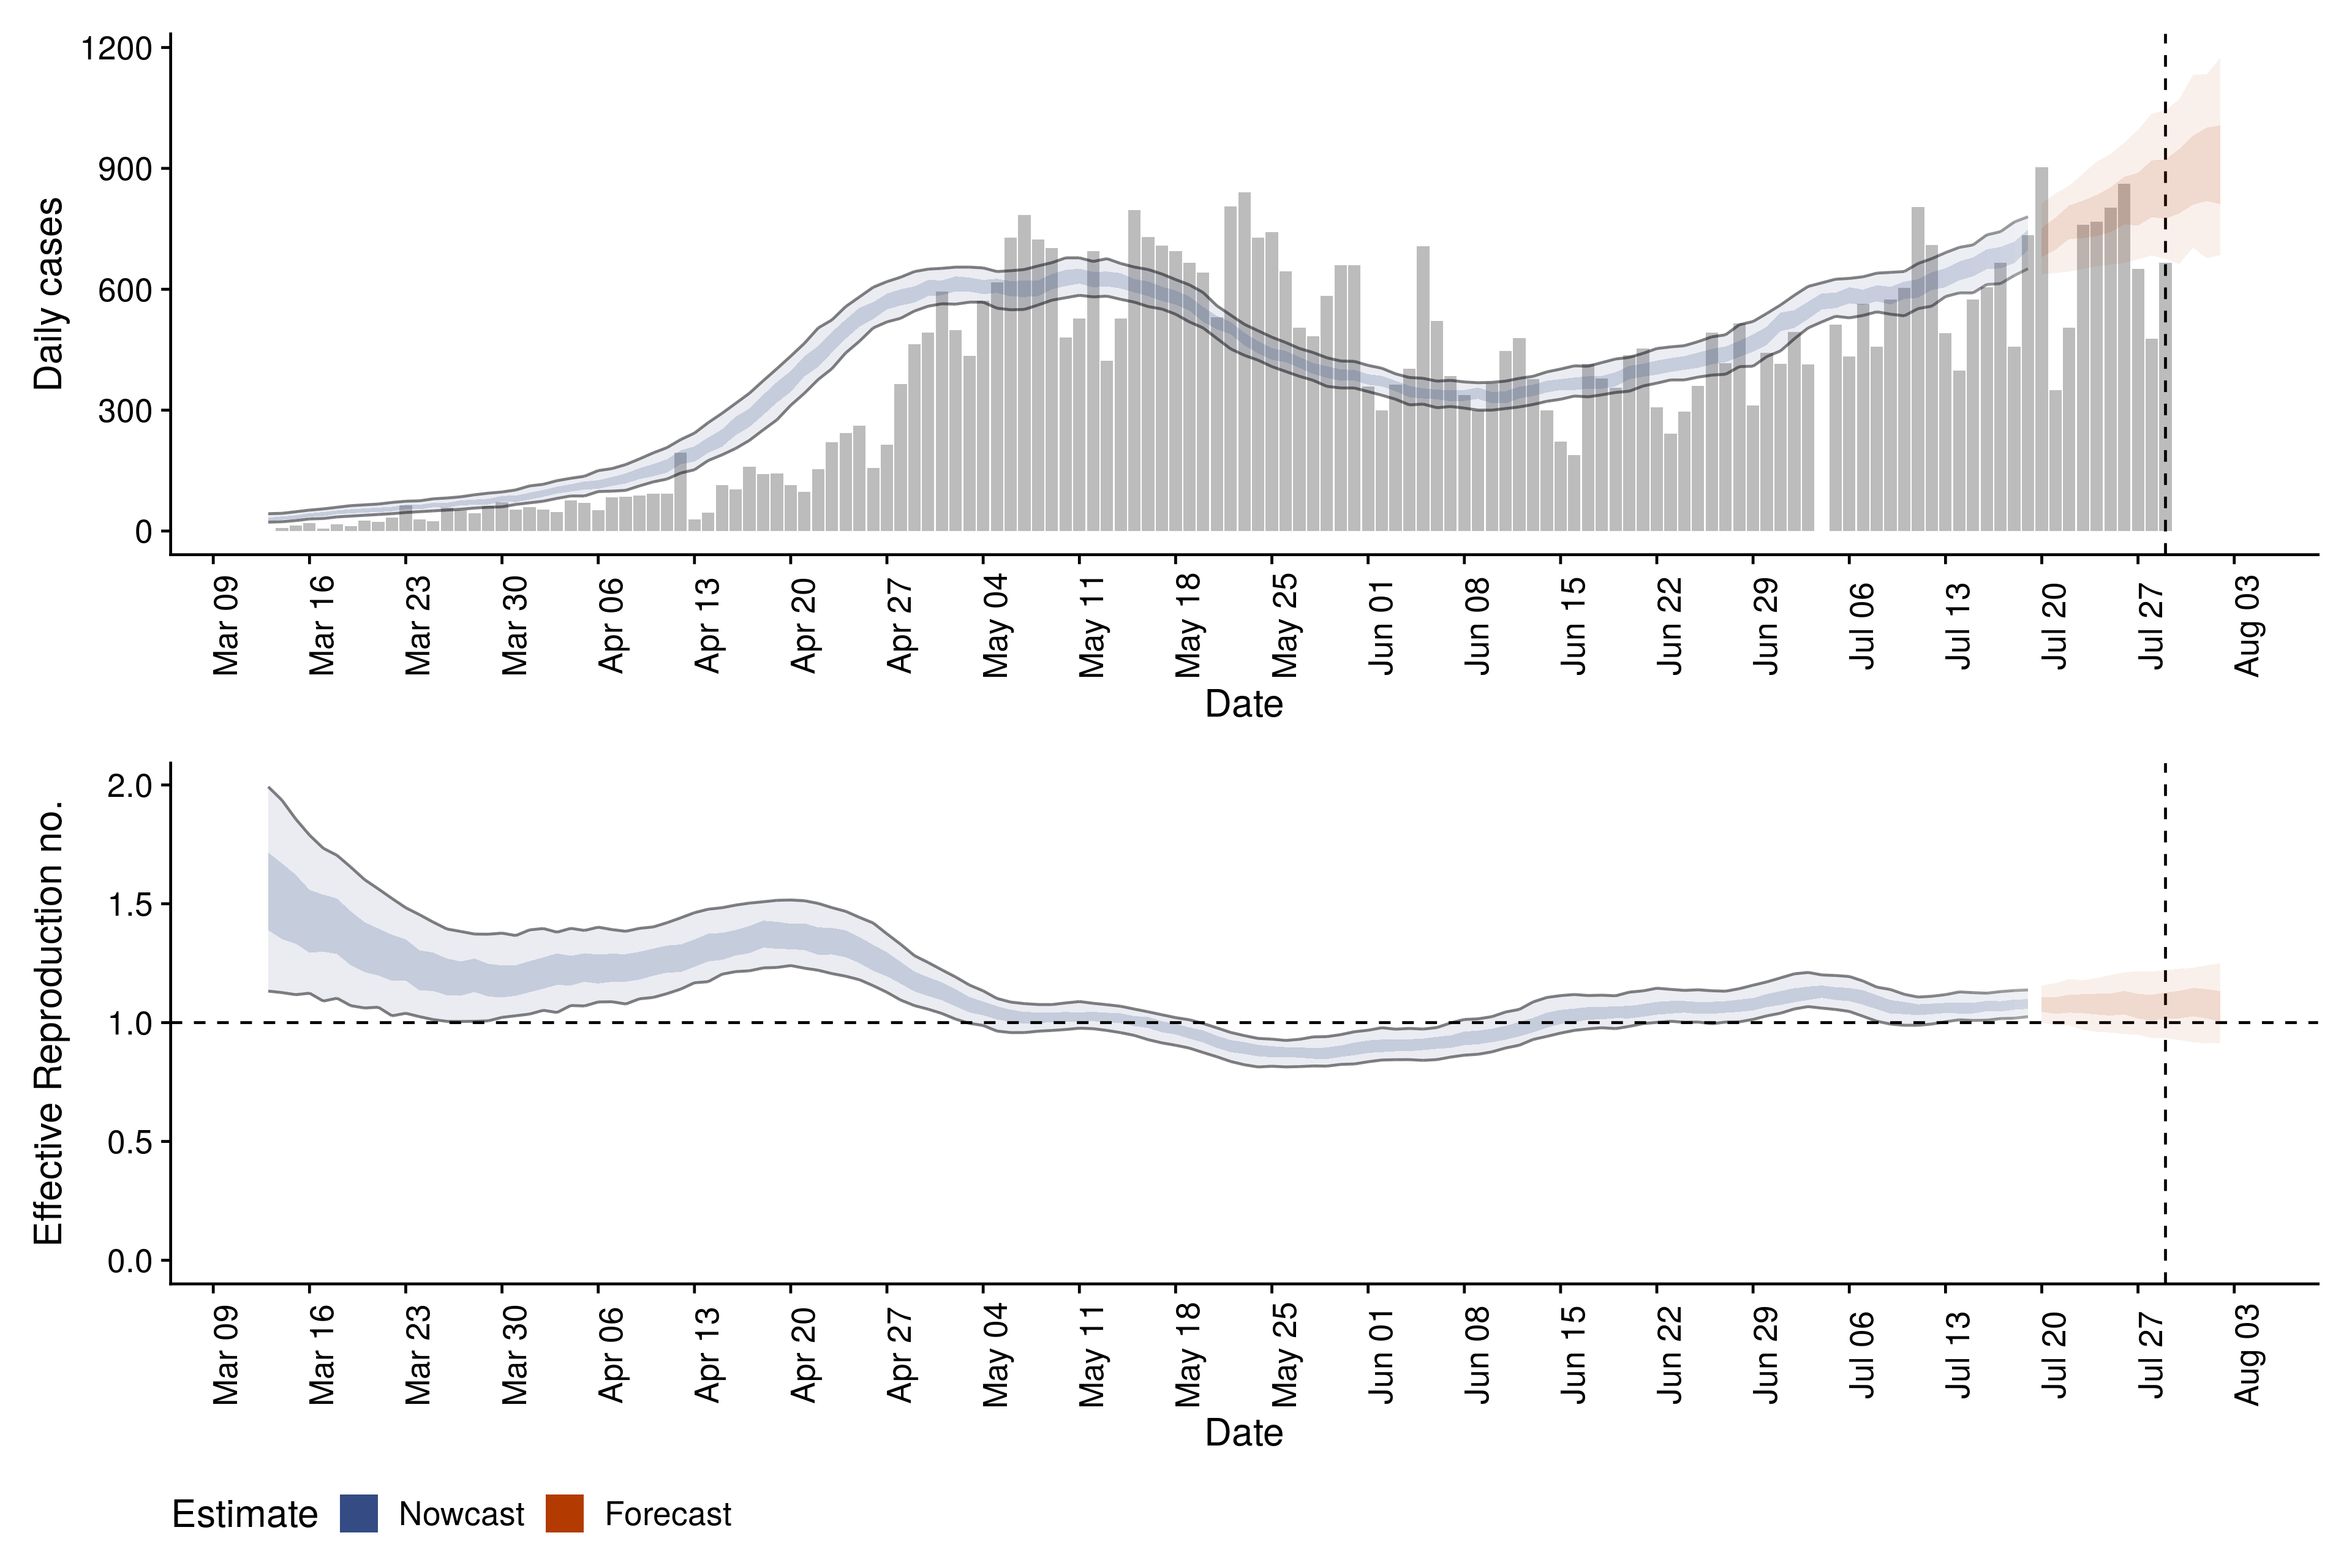 1200
900
600
300
0
Daily cases
Mar 09 Mar 16 Mar 23 Mar 30 Apr 06 Apr 13 Apr 20 Apr 27 May 04 May 11 May 18 May 25 Jun 01 Jun 08 Jun 15 Jun 22 Jun 29 Jul 06 Jul 13 Jul 20 Jul 27 Aug 03
Date
2.0
1.5
1.0
0.5
0.0
Effective Reproduction no.
Mar 09 Mar 16 Mar 23 Mar 30 Apr 06 Apr 13 Apr 20 Apr 27 May 04 May 11 May 18 May 25 Jun 01 Jun 08 Jun 15 Jun 22 Jun 29 Jul 06 Jul 13 Jul 20 Jul 27 Aug 03
Date
Estimate Nowcast Forecast